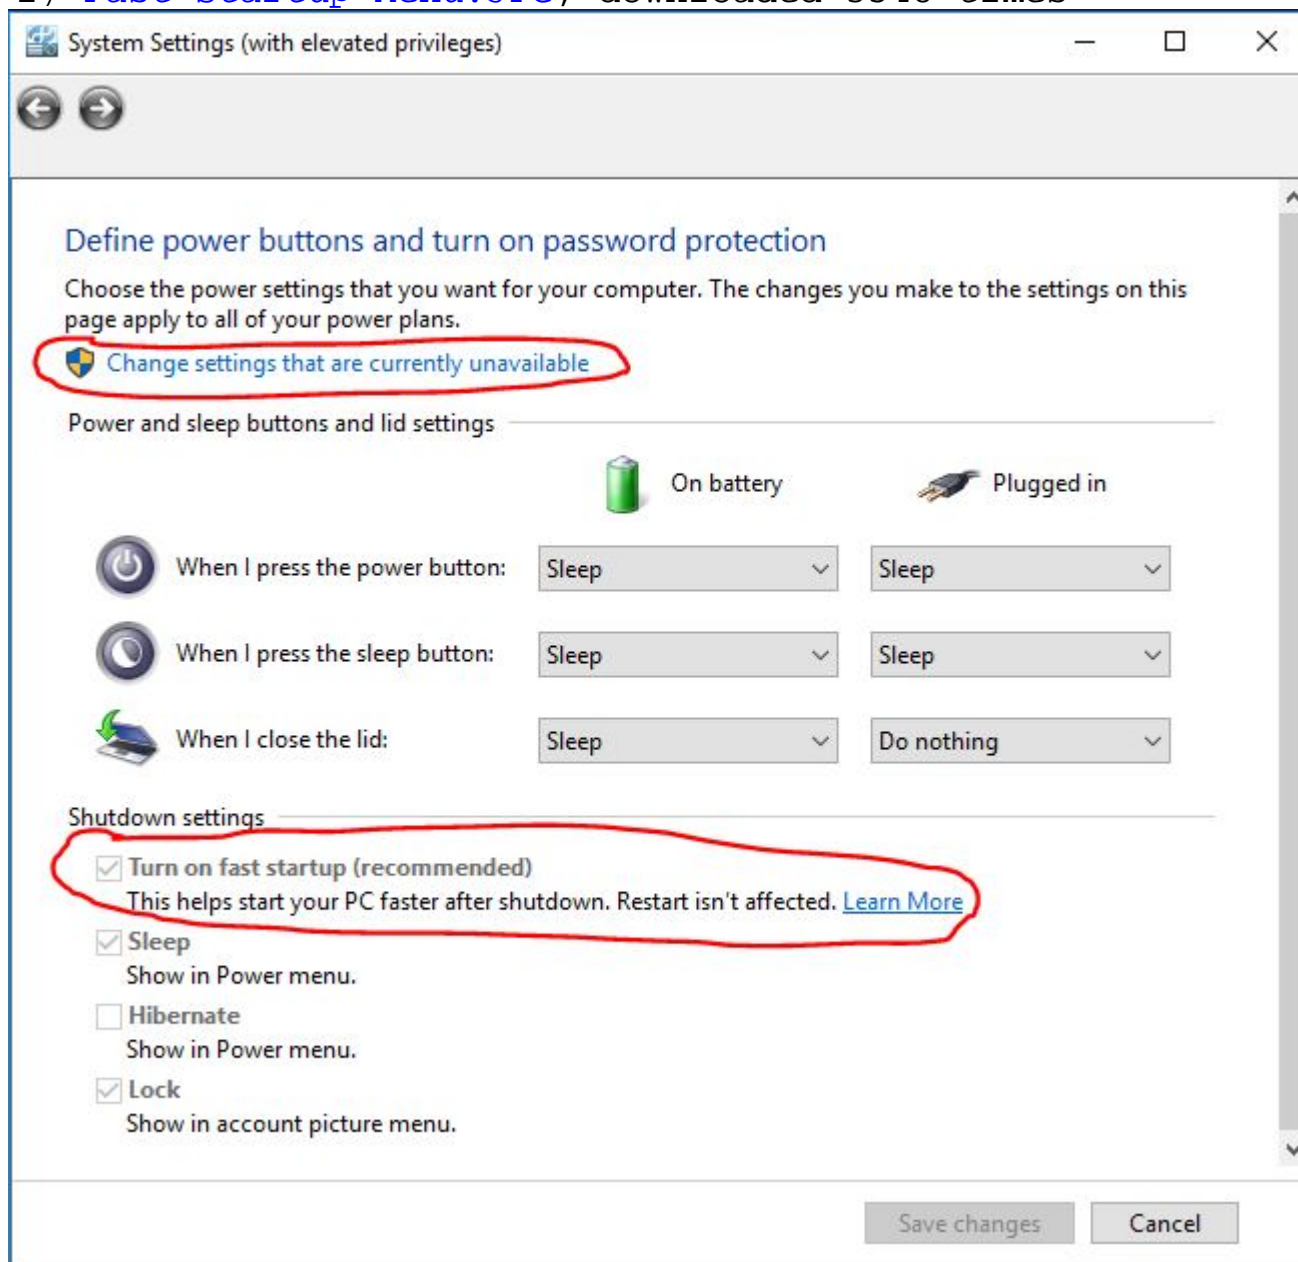 System Settings (with elevated privileges)
Define power buttons and turn on password protection
Choose the power settings that you want for your computer. The changes you make to the settings on this
page apply to all of your power plans.
Change settings that are currently unavailable
Power and sleep buttons and lid settings
On battery Plugged in
When I press the power button: Sleep Sleep
When I press the sleep button: Sleep Sleep
When I close the lid: Sleep Do nothing
Shutdown settings
Turn on fast startup (recommended)
This helps start your PC faster after shutdown. Restart isn't affected. Learn More
Sleep
Show in Power menu.
Hibernate
Show in Power menu.
Lock
Show in account picture menu.
Save changes Cancel